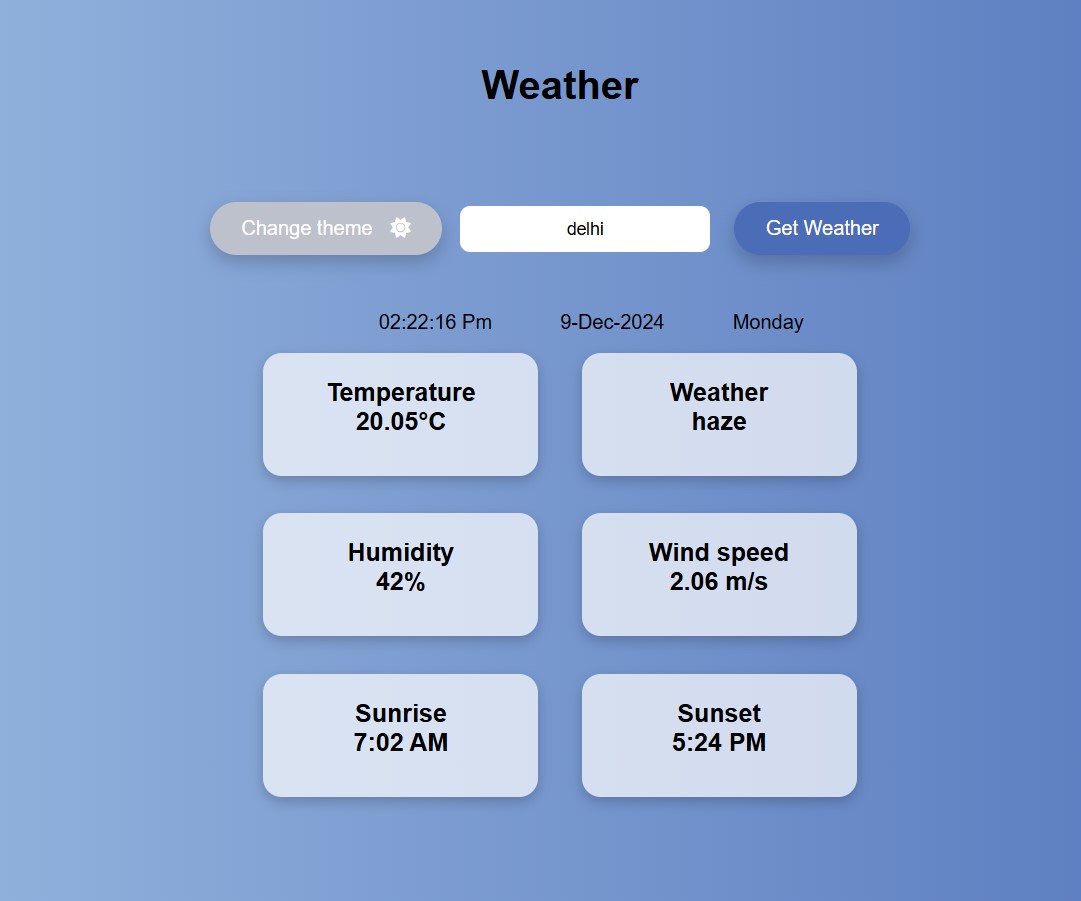 Weather
Change theme
delhi
Get Weather
02:22:16 Pm 9-Dec-2024 Monday
Temperature
20.05°C
Weather
haze
Humidity
42%
Wind speed
2.06 m/s
Sunrise
7:02 AM
Sunset
5:24 PM